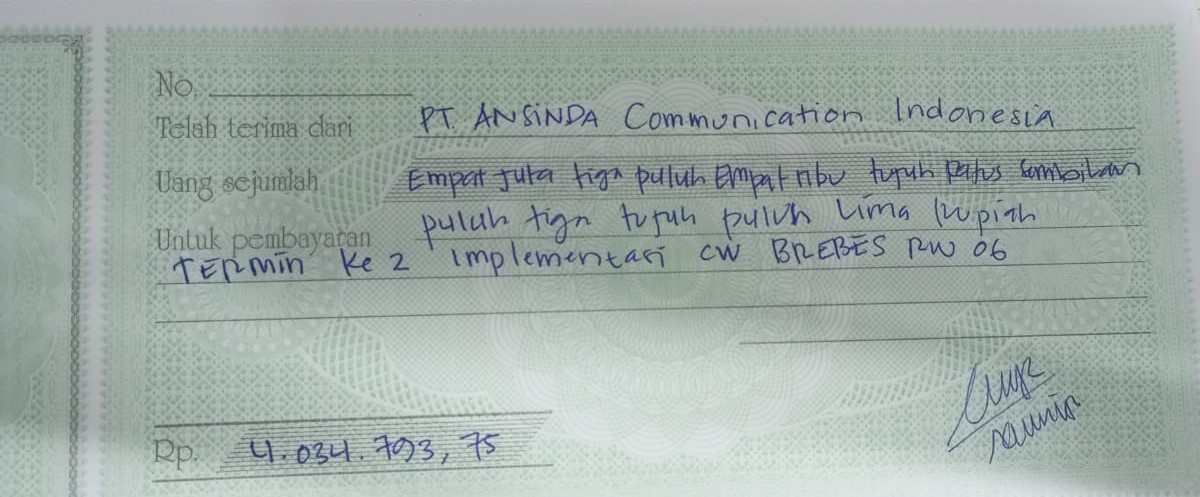 No.
Telah terima dari PT. ANSINDA Communication Indonesia
Uang sejumlah Empat Juta tiga puluh Empat ribu tujuh ratus sembilan
puluh tiga tujuh puluh Lima rupiah
Untuk pembayaran
TERMIN Ke 2 Implementasi CW BREBES RW 06
Rp. 4.034.793,75